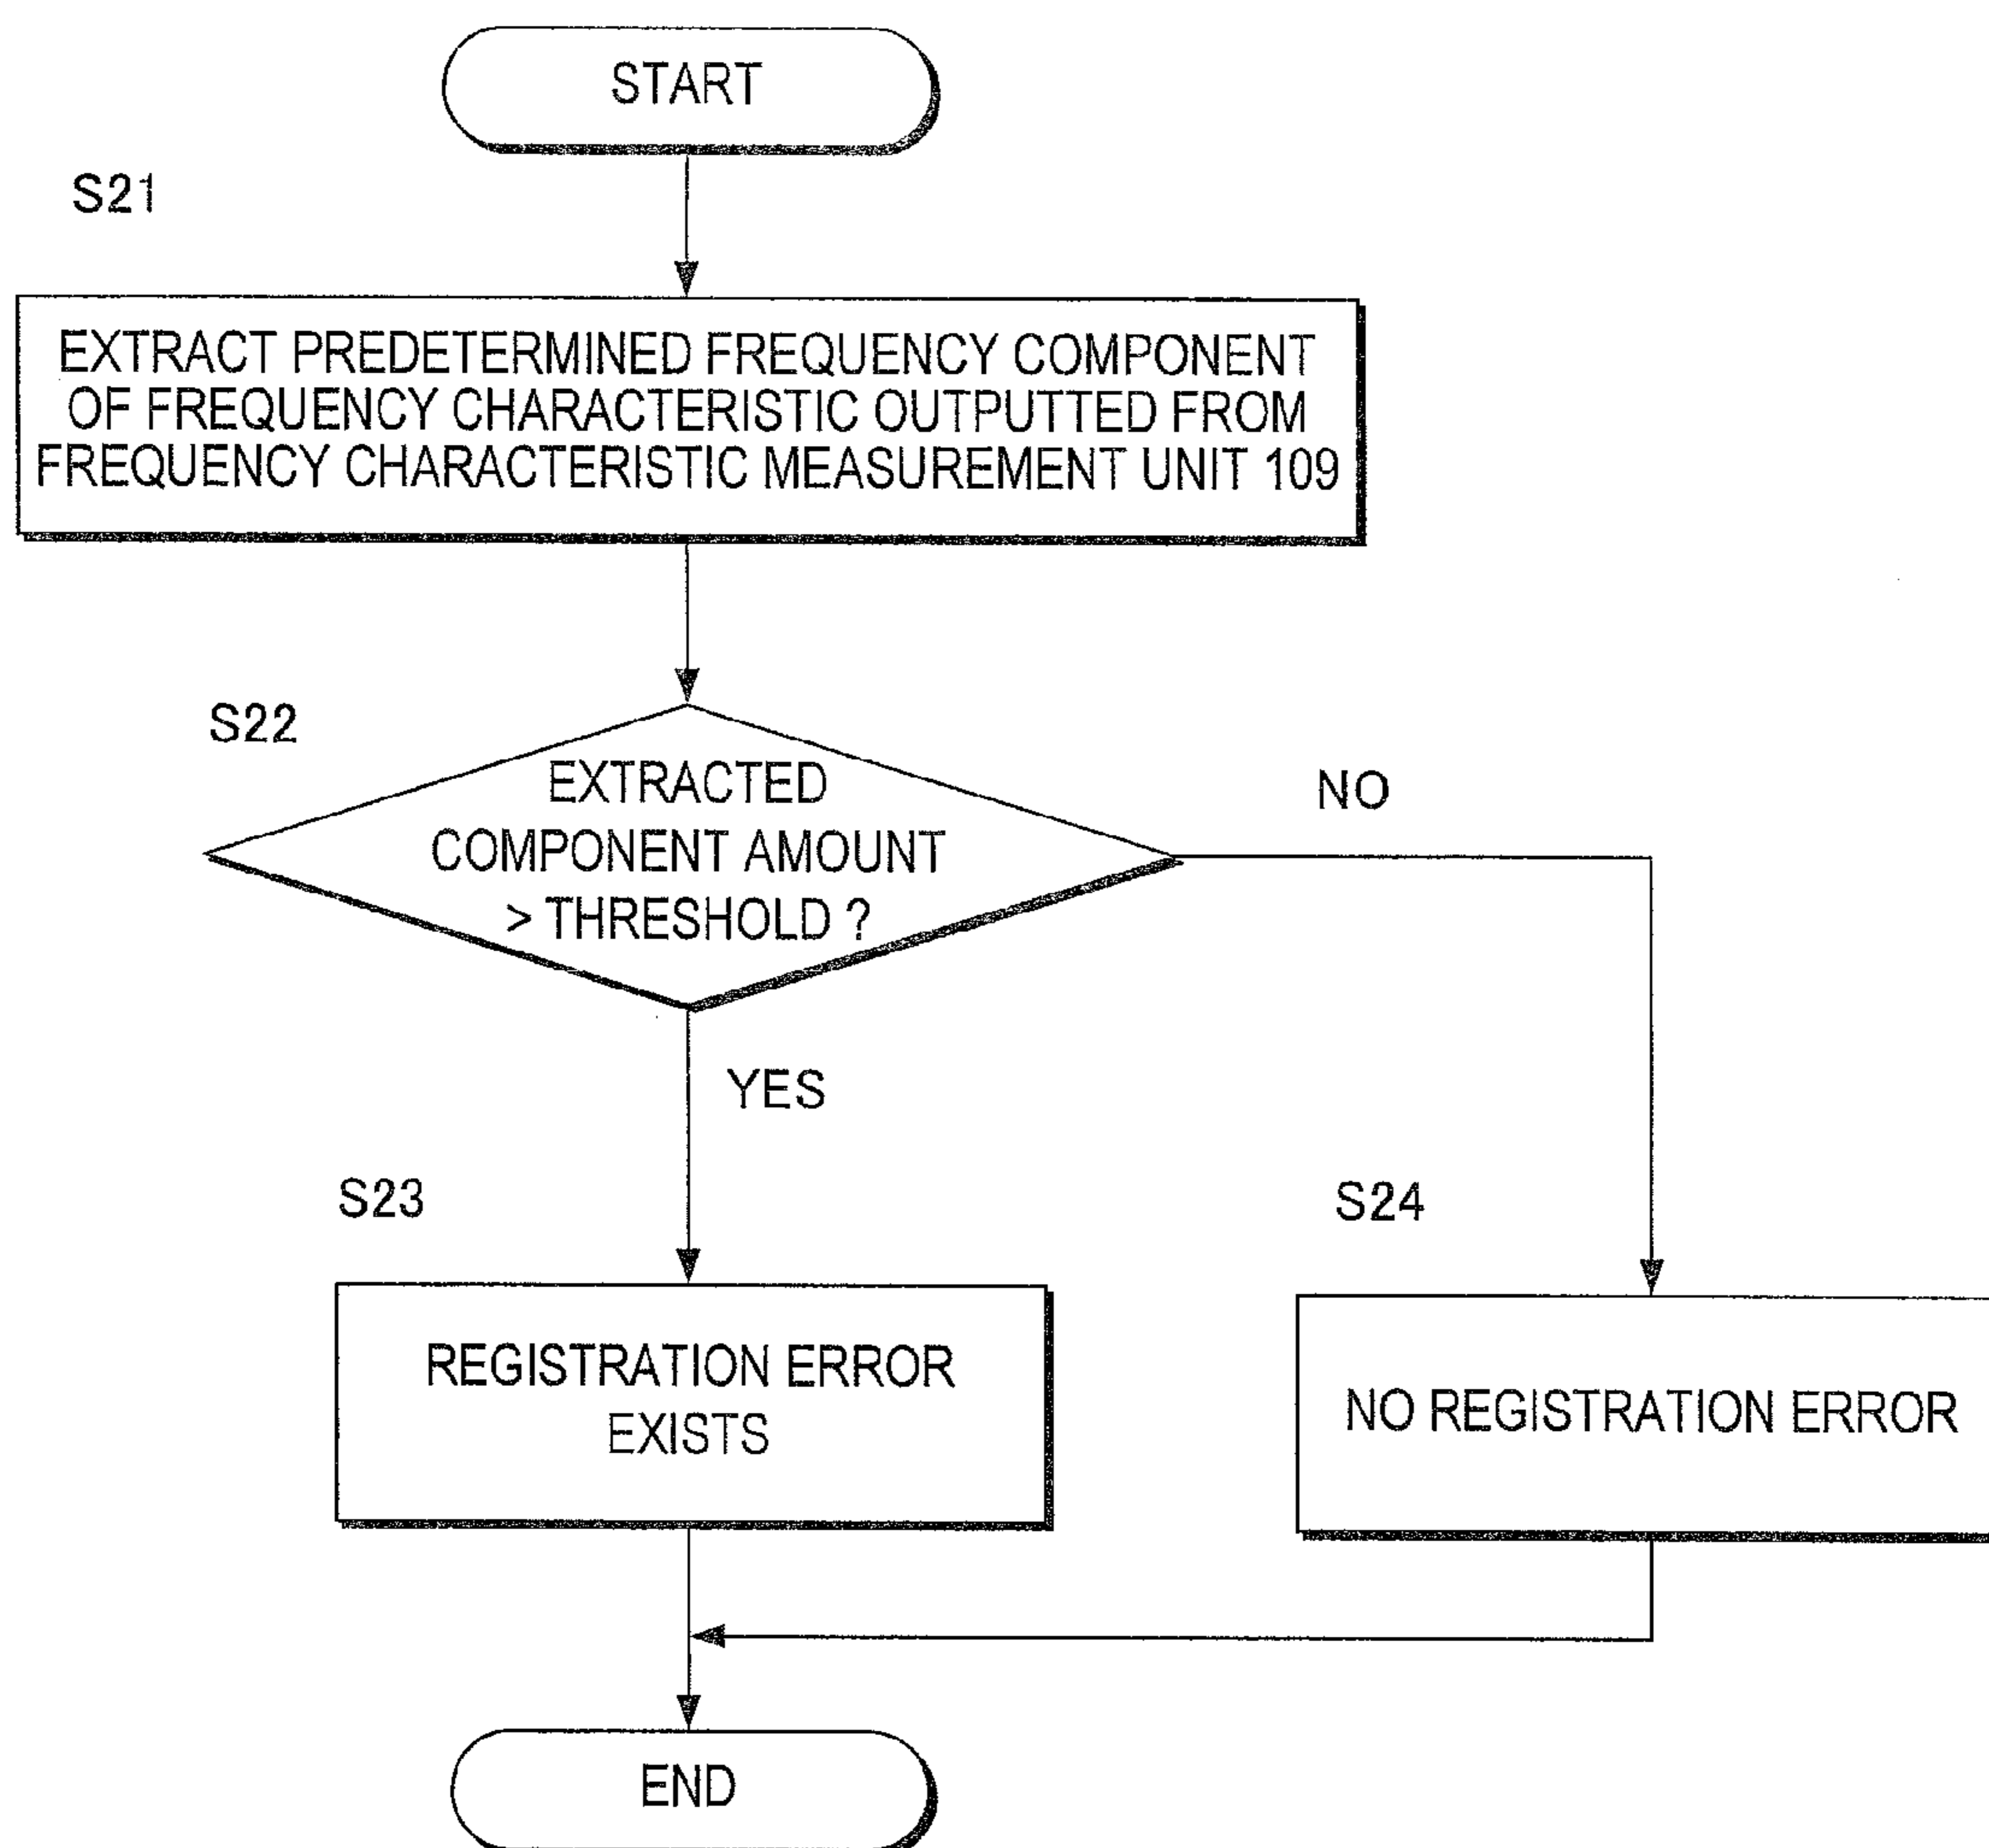 START
S21
EXTRACT PREDETERMINED FREQUENCY COMPONENT
OF FREQUENCY CHARACTERISTIC OUTPUTTED FROM
FREQUENCY CHARACTERISTIC MEASUREMENT UNIT 109
S22
EXTRACTED
COMPONENT AMOUNT
> THRESHOLD ?
NO
YES
S23
REGISTRATION ERROR
EXISTS
S24
NO REGISTRATION ERROR
END